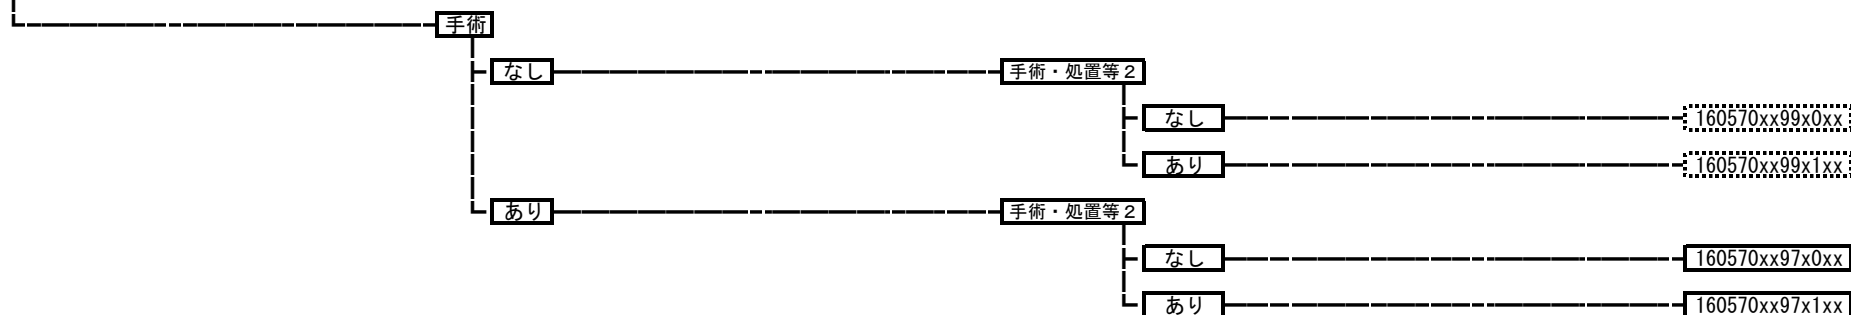 手術
なし 手術・処置等２
なし 160570xx99x0xx
あり 160570xx99x1xx
あり 手術・処置等２
なし 160570xx97x0xx
あり 160570xx97x1xx